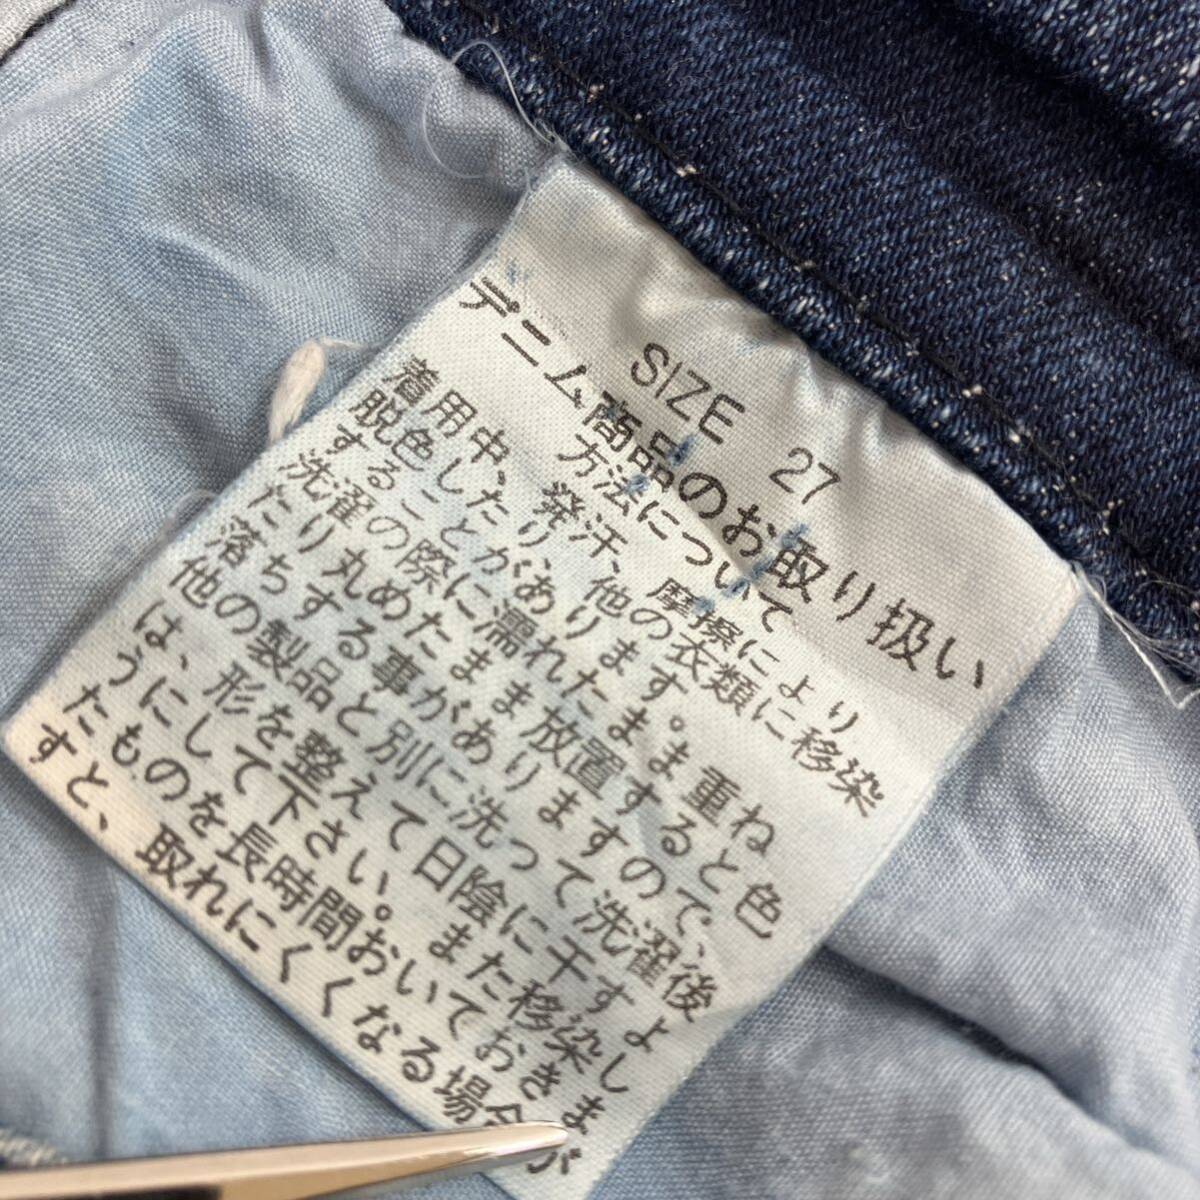 SIZE 27
デニム商品のお取り扱い
方法について
着用中、発汗、摩擦により
脱色したり、他の衣類に移染
することがあります。ま重ね
洗濯の際に濡れたまま重ね
たり丸めたまま放置すると色
落ちする事がありますので、
他の製品と別に洗って洗濯後
は、形を整えて日陰に干すよ
うにして下さい。また移染し
たものを長時間おいておきま
すと、取れにくくなる場合が